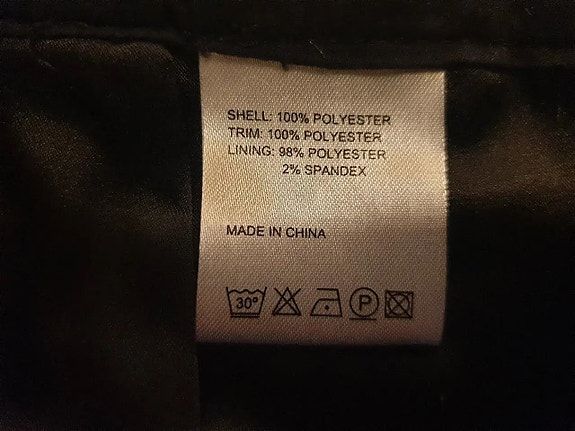 SHELL: 100% POLYESTER
TRIM: 100% POLYESTER
LINING: 98% POLYESTER
2% SPANDEX
MADE IN CHINA
30° P